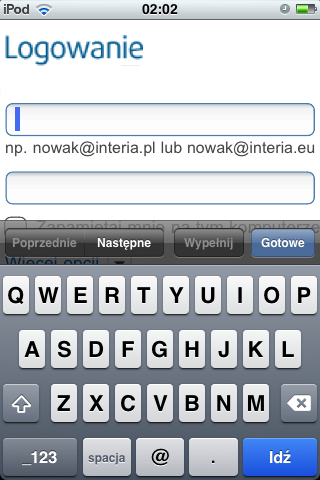 iPod 02:02
Logowanie
np. nowak@interia.pl lub nowak@interia.eu
Zapamiętaj mnie na tym komputerze
Poprzednie Następne Wypełnij Gotowe
Więcej opcji
Q W E R T Y U I O P
A S D F G H J K L
Z X C V B N M
_123 spacja @ . Idź